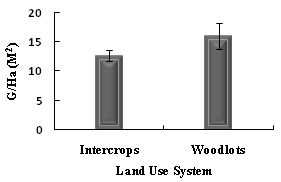 G/Ha (M²)
20
15
10
5
0
Intercrops Woodlots
Land Use System